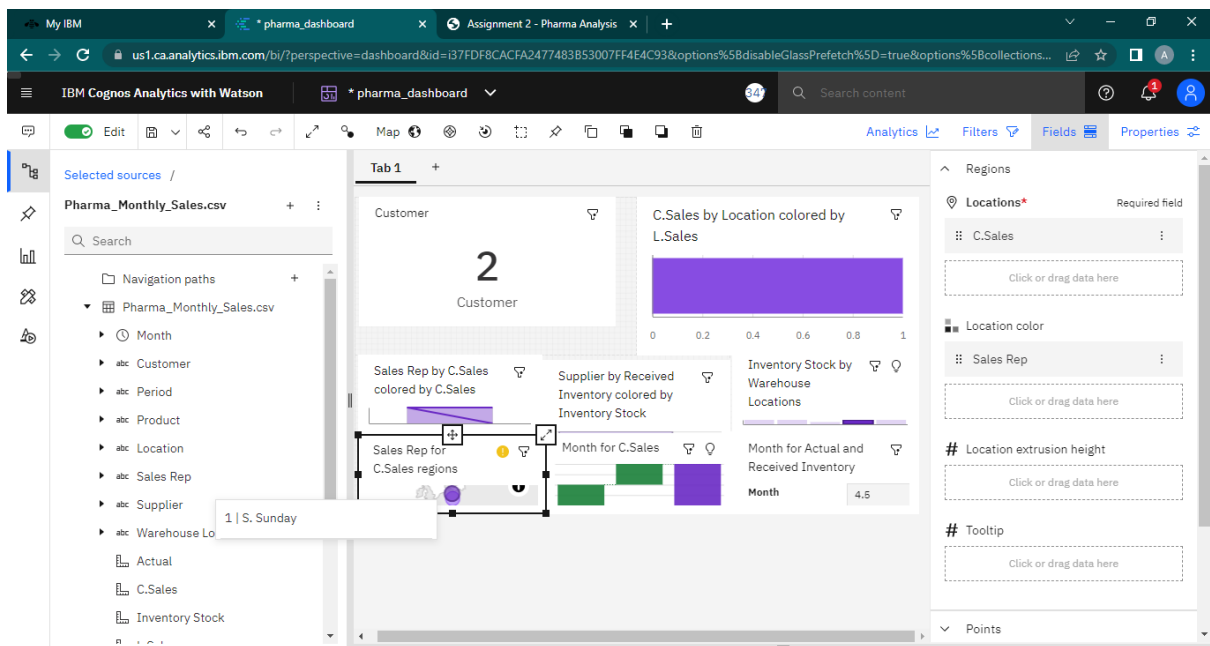 My IBM
* pharma_dashboard
Assignment 2 - Pharma Analysis
us1.ca.analytics.ibm.com/bi/?perspective=dashboard&id=i37FDF8CACFA2477483B53007FF4E4C93&options%5BdisableGlassPrefetch%5D=true&options%5Bcollections...
A
IBM Cognos Analytics with Watson
* pharma_dashboard
Search content
1
Edit
Map
Analytics
Filters
Fields
Properties
Selected sources /
Pharma_Monthly_Sales.csv
Search
Navigation paths
Pharma_Monthly_Sales.csv
Month
abc Customer
abc Period
abc Product
abc Location
abc Sales Rep
abc Supplier
abc Warehouse Lo
Actual
C.Sales
Inventory Stock
1 | S. Sunday
Tab 1
Customer
2
Customer
C.Sales by Location colored by
L.Sales
0 0.2 0.4 0.6 0.8 1
Sales Rep by C.Sales
colored by C.Sales
Supplier by Received
Inventory colored by
Inventory Stock
Inventory Stock by
Warehouse
Locations
Sales Rep for
C.Sales regions
Month for C.Sales
Month for Actual and
Received Inventory
Month 4.5
Regions
Locations* Required field
C.Sales
Click or drag data here
Location color
Sales Rep
Click or drag data here
Location extrusion height
Click or drag data here
Tooltip
Click or drag data here
Points